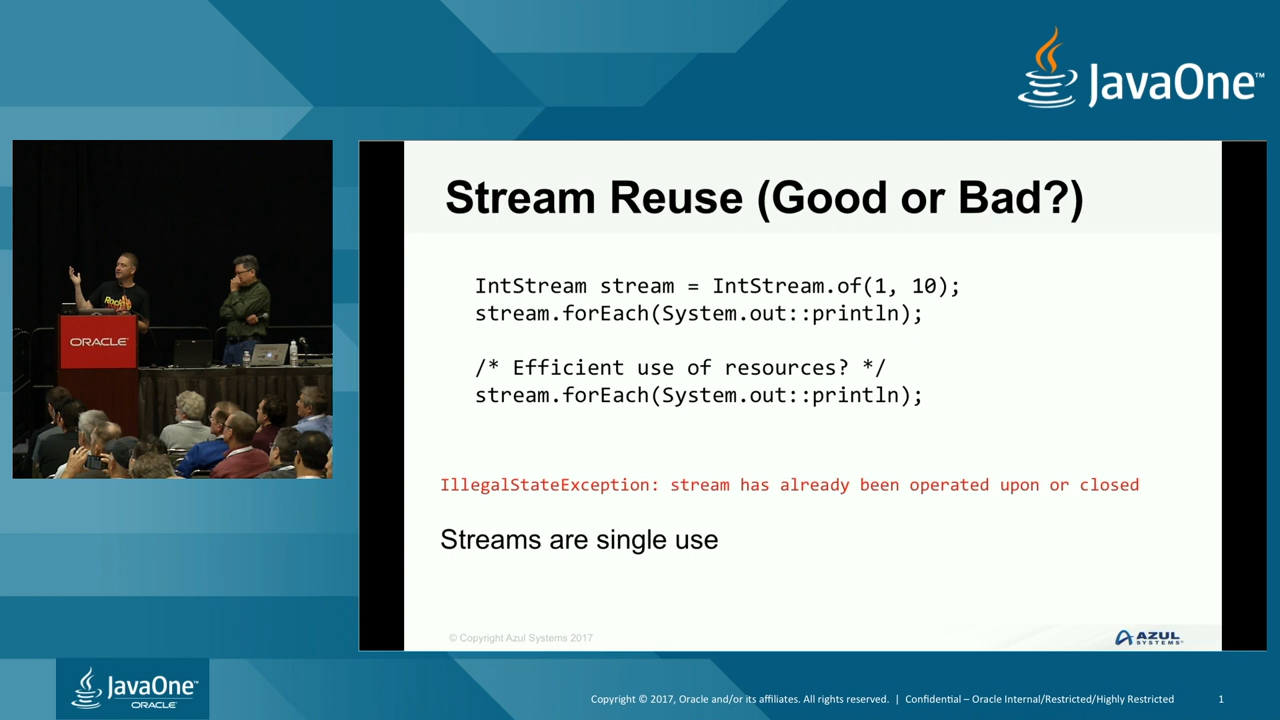 JavaOne™
Stream Reuse (Good or Bad?)
IntStream stream = IntStream.of(1, 10);
stream.forEach(System.out::println);
/* Efficient use of resources? */
stream.forEach(System.out::println);
IllegalStateException: stream has already been operated upon or closed
Streams are single use
© Copyright Azul Systems 2017
AZUL
SYSTEMS
ORACLE
JavaOne™
ORACLE
Copyright © 2017, Oracle and/or its affiliates. All rights reserved. | Confidential – Oracle Internal/Restricted/Highly Restricted 1